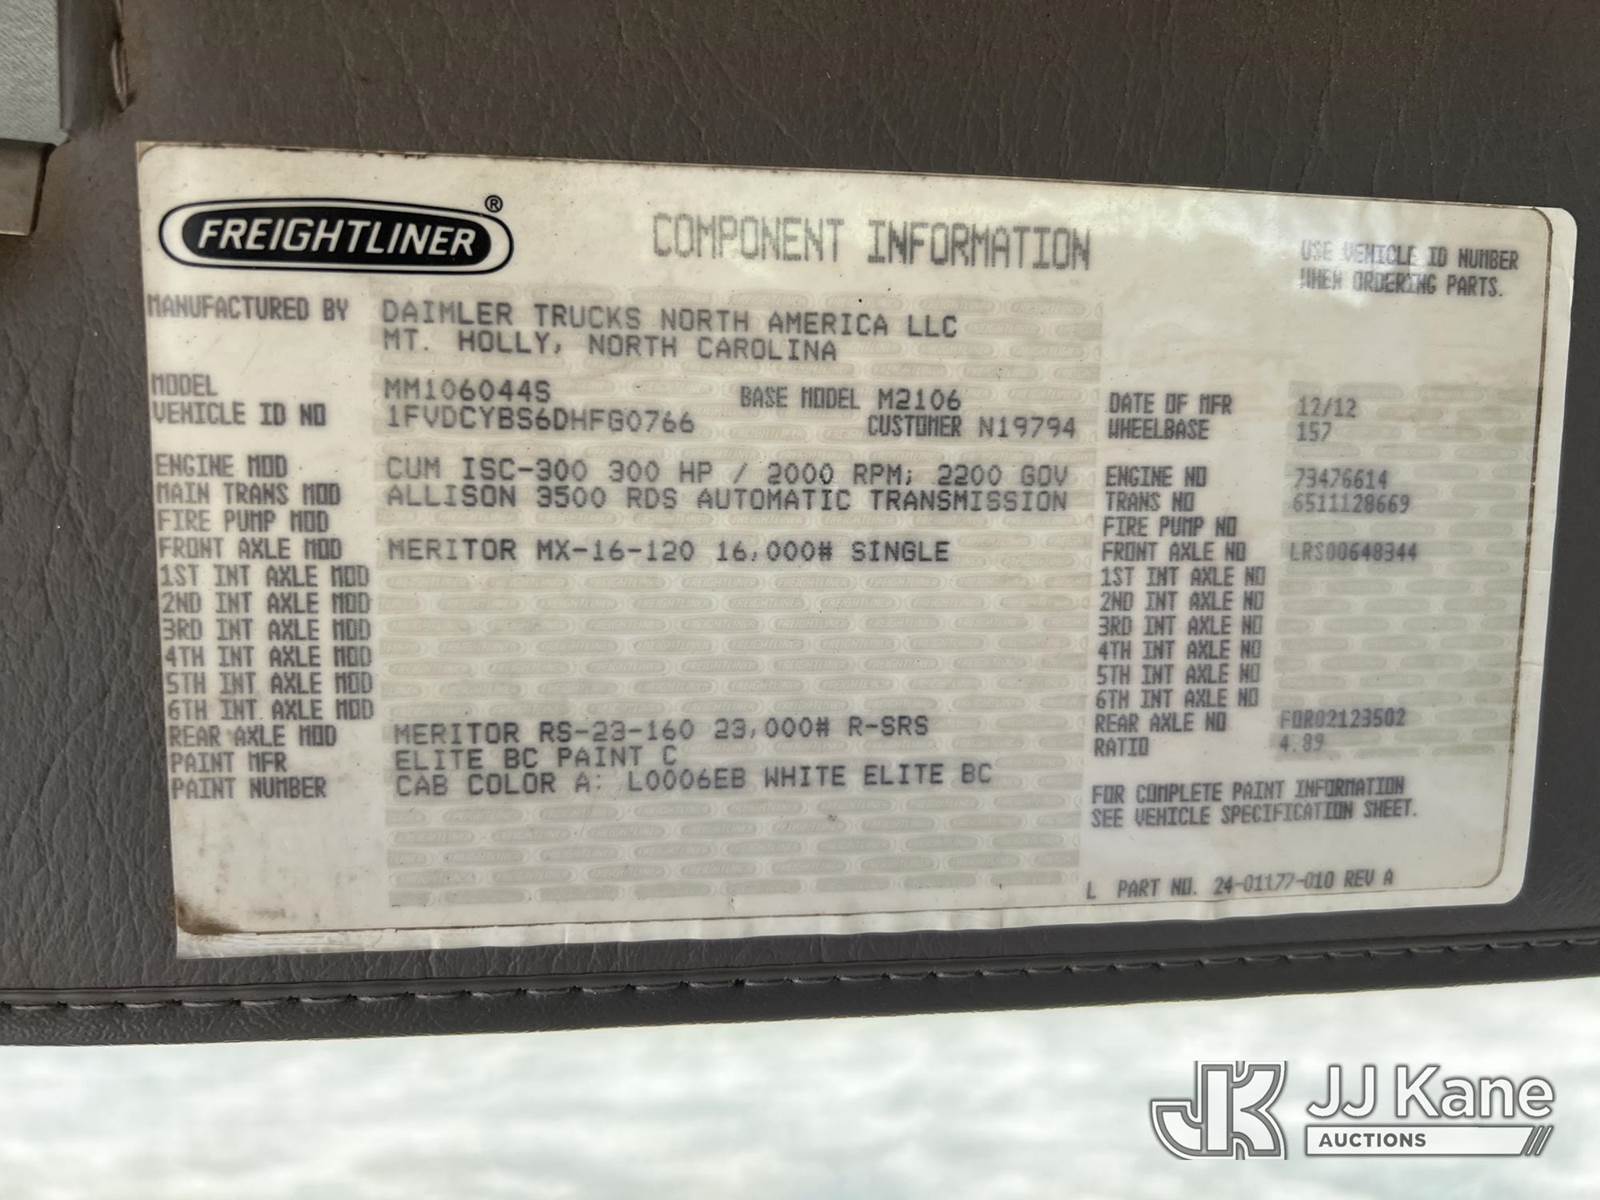 FREIGHTLINER®
COMPONENT INFORMATION
USE VEHICLE ID NUMBER
WHEN ORDERING PARTS.
MANUFACTURED BY DAIMLER TRUCKS NORTH AMERICA LLC
MT. HOLLY, NORTH CAROLINA
MODEL MM106044S BASE MODEL M2106 DATE OF MFR 12/12
VEHICLE ID NO 1FVDCYBS6DHFG0766 CUSTOMER N19794 WHEELBASE 157
ENGINE MOD CUM ISC-300 300 HP / 2000 RPM; 2200 GOV ENGINE NO 73476614
MAIN TRANS MOD ALLISON 3500 RDS AUTOMATIC TRANSMISSION TRANS NO 6511128669
FIRE PUMP MOD FIRE PUMP NO
FRONT AXLE MOD MERITOR MX-16-120 16,000# SINGLE FRONT AXLE NO LRS00648344
1ST INT AXLE MOD 1ST INT AXLE NO
2ND INT AXLE MOD 2ND INT AXLE NO
3RD INT AXLE MOD 3RD INT AXLE NO
4TH INT AXLE MOD 4TH INT AXLE NO
5TH INT AXLE MOD 5TH INT AXLE NO
6TH INT AXLE MOD 6TH INT AXLE NO
REAR AXLE MOD MERITOR RS-23-160 23,000# R-SRS REAR AXLE NO FOR02123502
PAINT MFR ELITE BC PAINT C RATIO 4.89
PAINT NUMBER CAB COLOR A: L0006EB WHITE ELITE BC
FOR COMPLETE PAINT INFORMATION
SEE VEHICLE SPECIFICATION SHEET.
L PART NO. 24-01177-010 REV A
JK JJ Kane
AUCTIONS